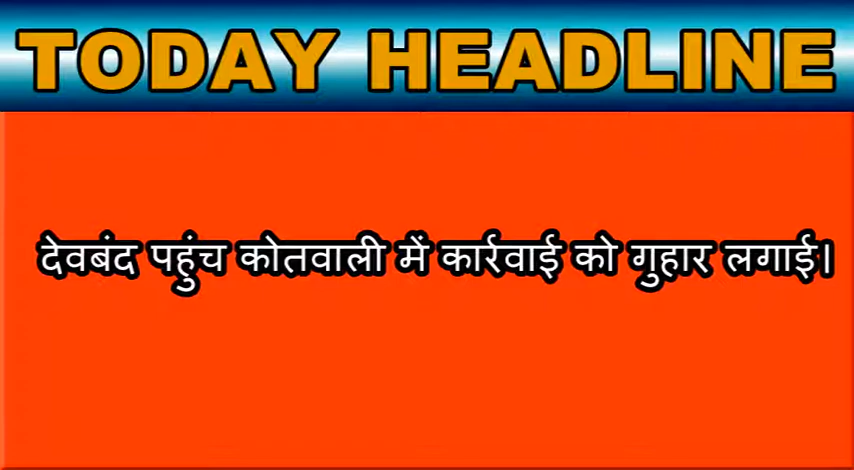 TODAY HEADLINE
देवबंद पहुंच कोतवाली में कार्रवाई को गुहार लगाई।